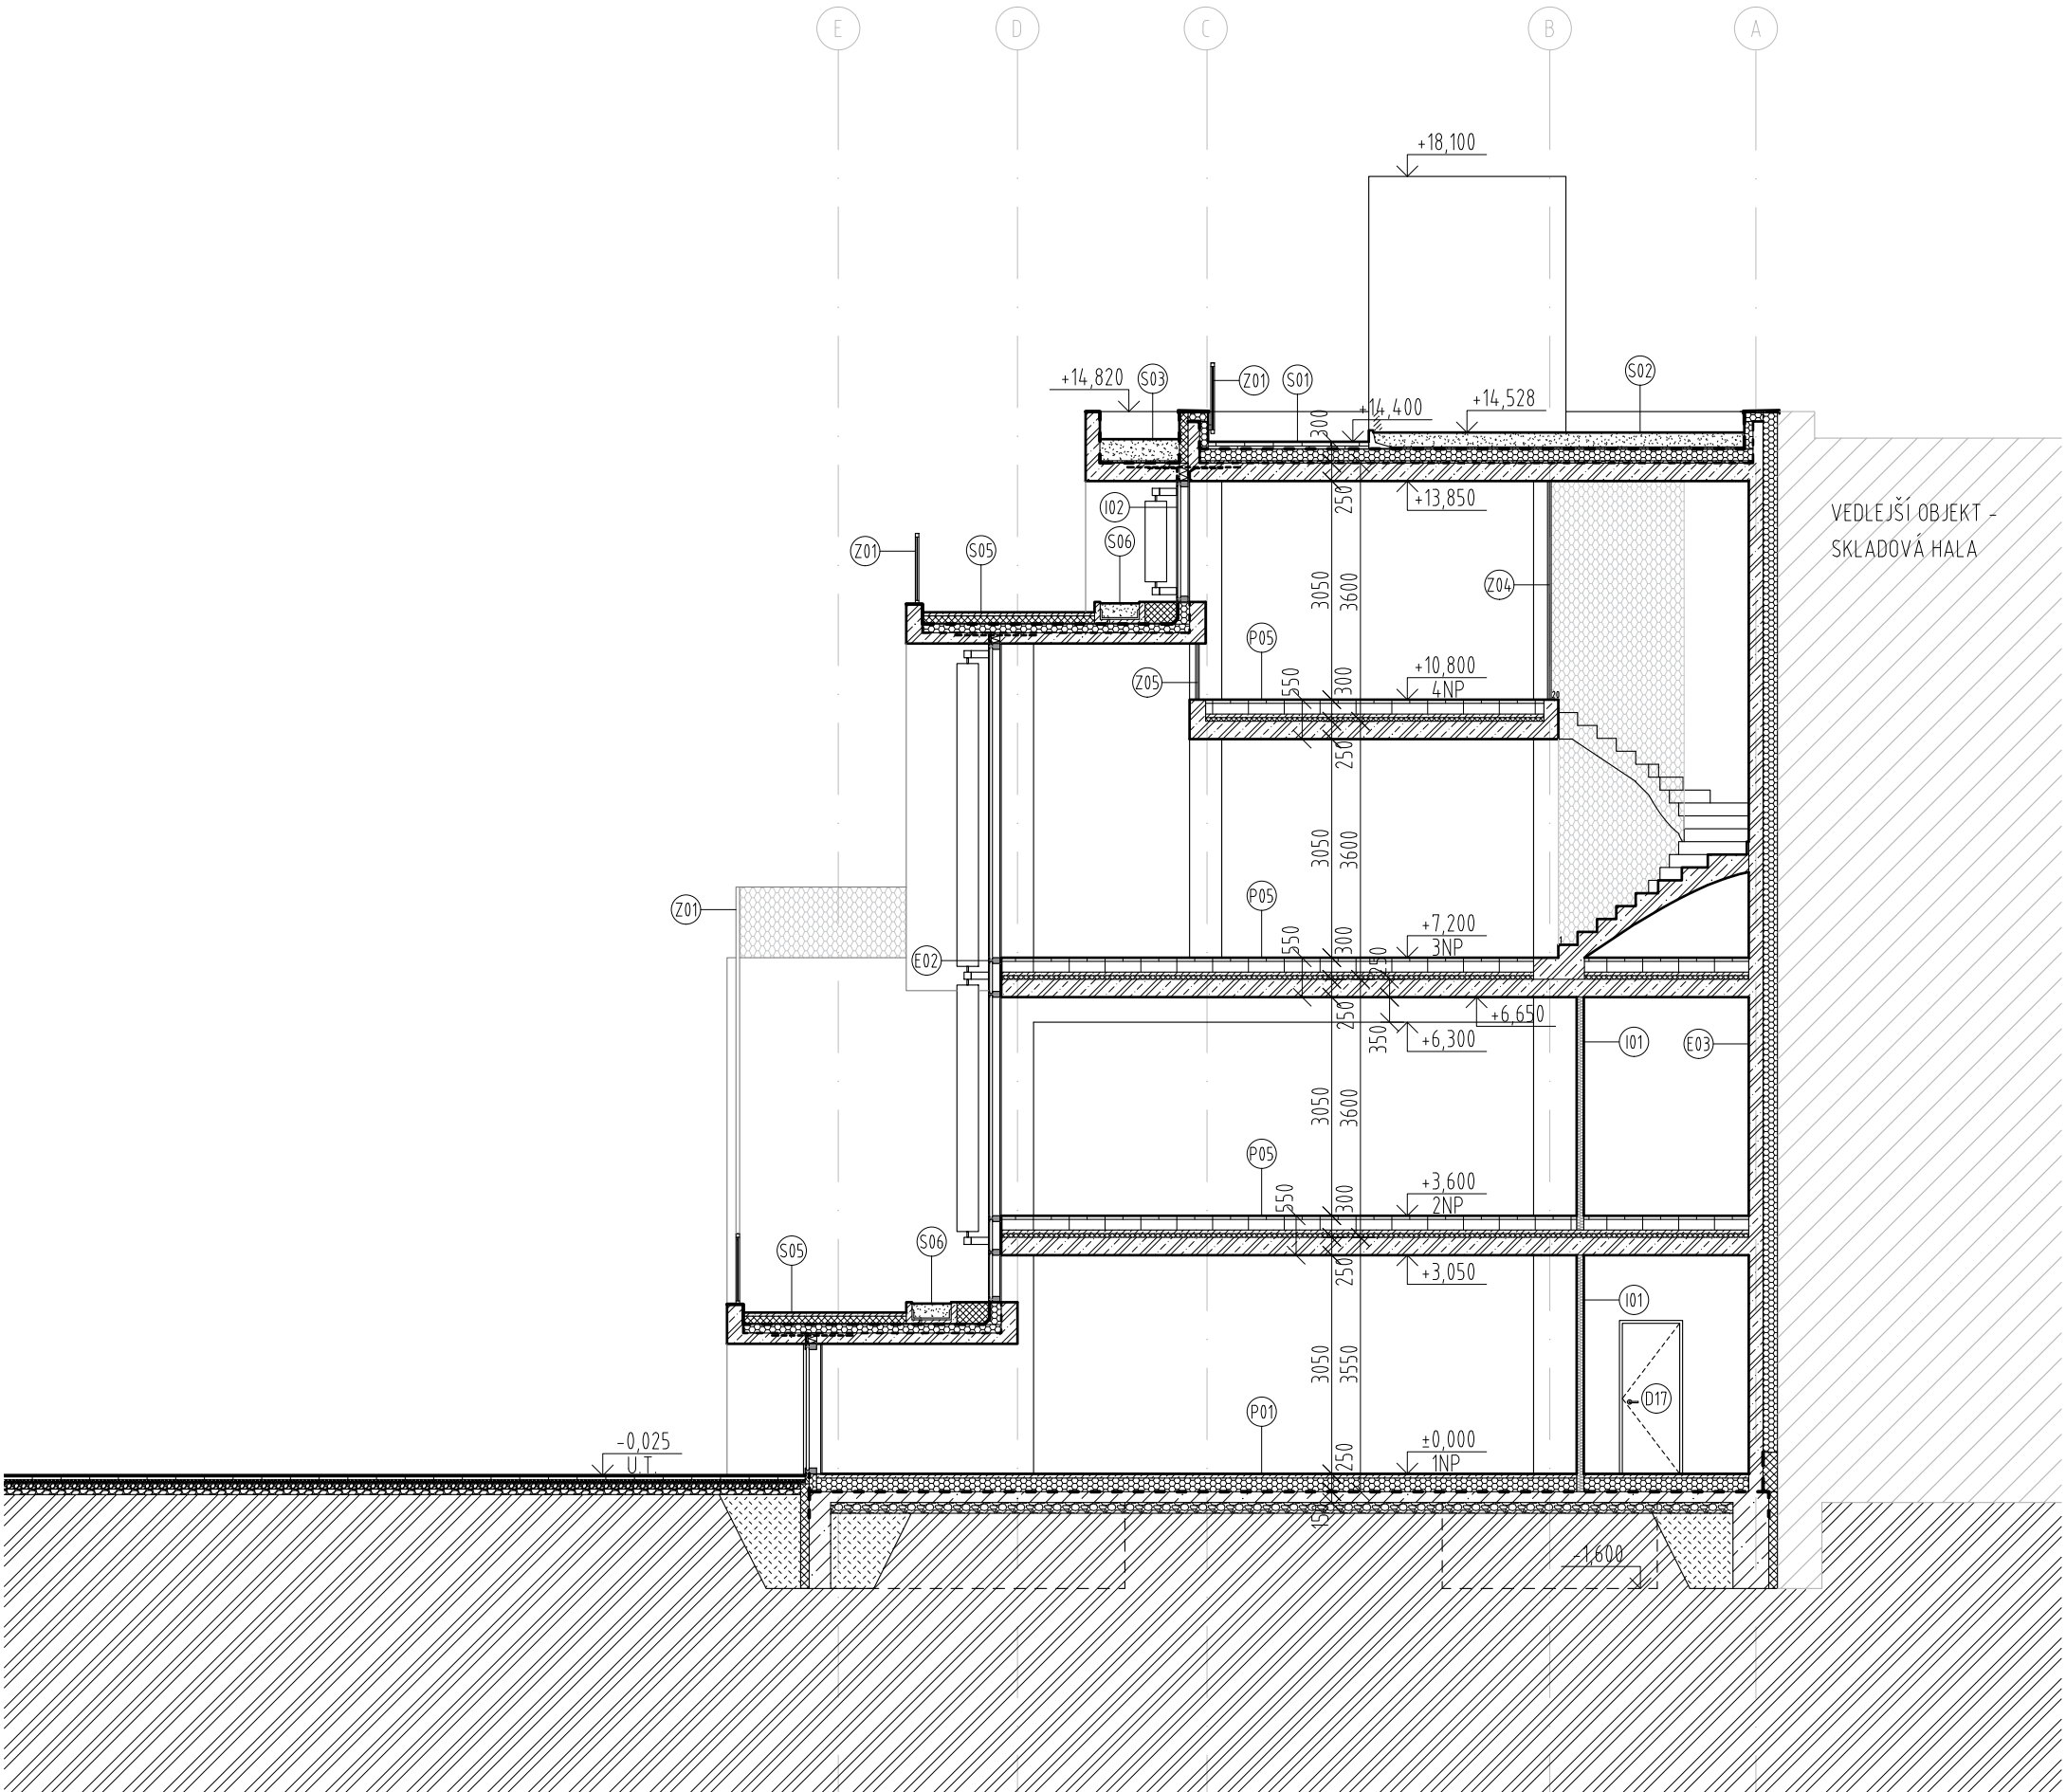 E D C B A
+18,100
+14,820 S03 Z01 S01 +14,400 +14,528 S02
300
I02 250 +13,850
VEDLEJŠÍ OBJEKT -
SKLADOVÁ HALA
Z01 S05 S06
3050 3600 Z04
P05
Z05 550 300 +10,800
4NP 20
250
3050 3600
Z01 P05
E02 550 300 250 +7,200
3NP
250 +6,650
350 +6,300 I01 E03
3050 3600
P05
550 300 +3,600
2NP
S05 S06
250 +3,050
I01
3050 3550
P01 D17
-0,025
U.T.
250 ±0,000
1NP
150
-1,600